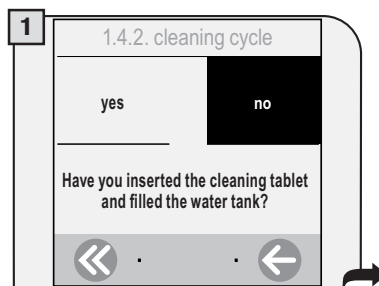 1
1.4.2. cleaning cycle
yes
no
Have you inserted the cleaning tablet
and filled the water tank?